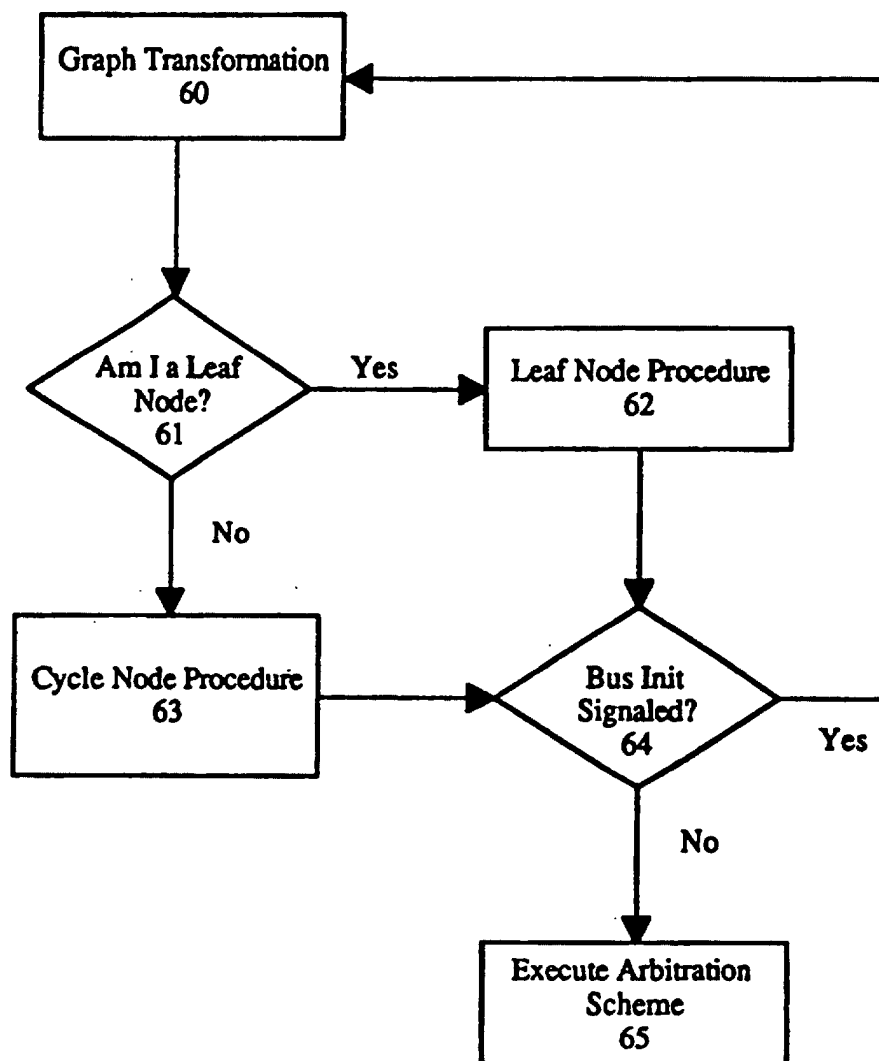 Graph Transformation
60
Am I a Leaf
Node?
61
Yes
Leaf Node Procedure
62
No
Cycle Node Procedure
63
Bus Init
Signaled?
64
Yes
No
Execute Arbitration
Scheme
65